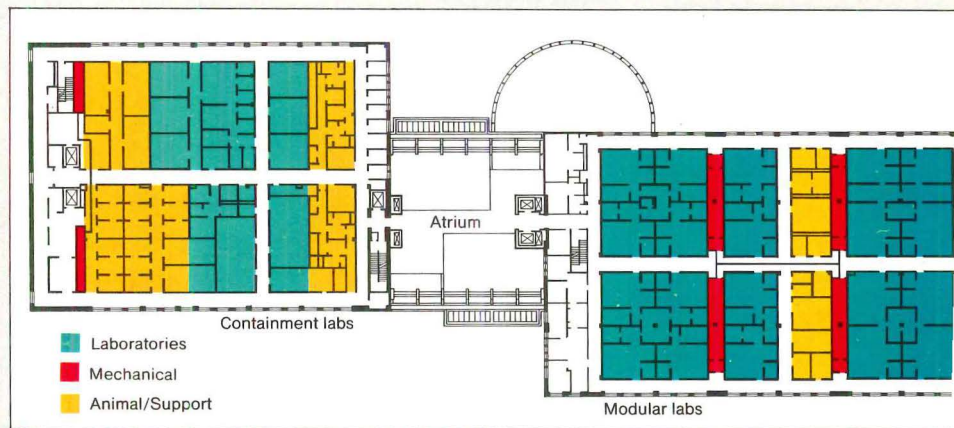 Atrium
Containment labs
Laboratories
Mechanical
Animal/Support
Modular labs